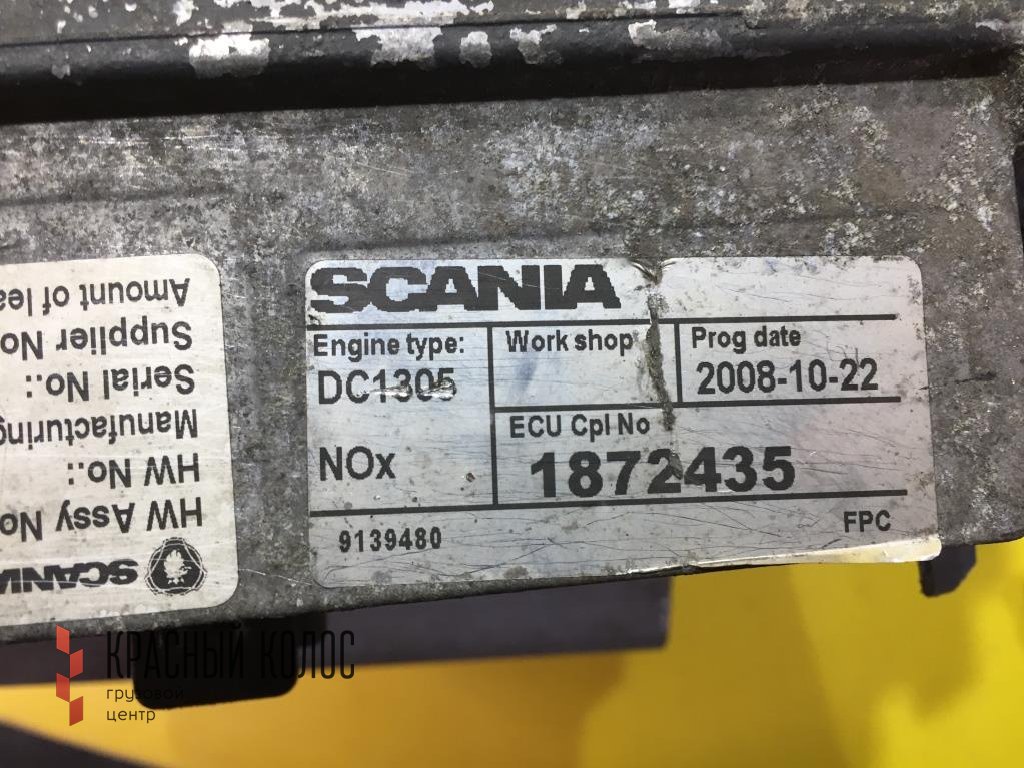 SCANIA
Engine type:
DC1305
NOx
Work shop
Prog date
2008-10-22
ECU Cpl No
1872435
9139480
FPC
SCANIA
HW Assy No
HW No.:
Manufacturing
Serial No.:
Supplier No
Amount of lea
КРАСНЫЙ КОЛОС
грузовой
центр